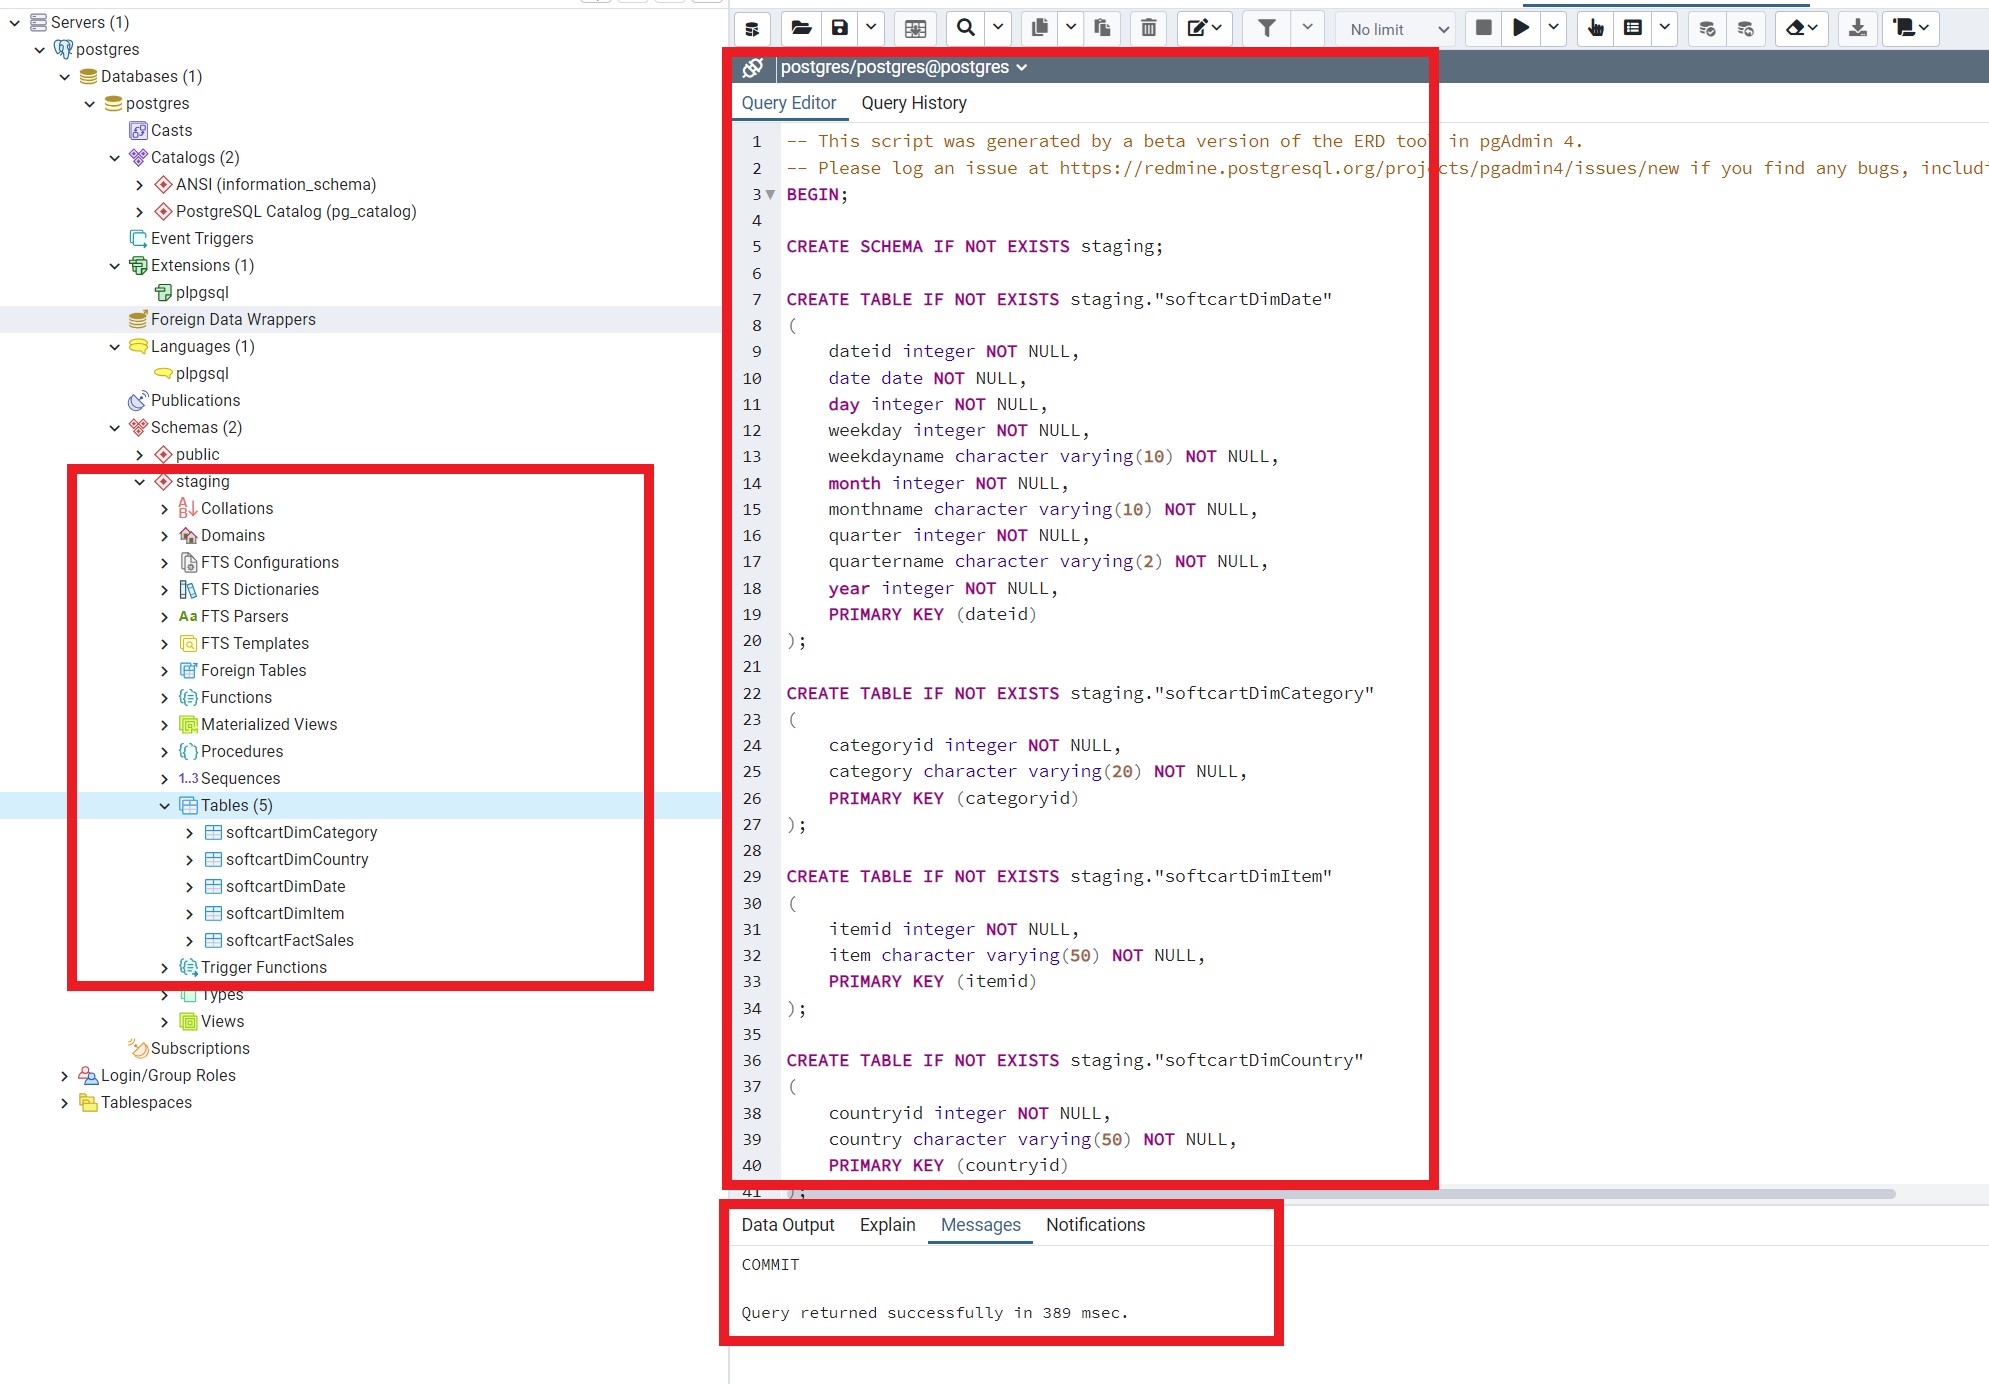 Servers (1)
postgres
Databases (1)
postgres
Casts
Catalogs (2)
ANSI (information_schema)
PostgreSQL Catalog (pg_catalog)
Event Triggers
Extensions (1)
plpgsql
Foreign Data Wrappers
Languages (1)
plpgsql
Publications
Schemas (2)
public
staging
Collations
Domains
FTS Configurations
FTS Dictionaries
Aa FTS Parsers
FTS Templates
Foreign Tables
Functions
Materialized Views
Procedures
1..3 Sequences
Tables (5)
softcartDimCategory
softcartDimCountry
softcartDimDate
softcartDimItem
softcartFactSales
Trigger Functions
Types
Views
Subscriptions
Login/Group Roles
Tablespaces
No limit
postgres/postgres@postgres
Query Editor Query History
1 -- This script was generated by a beta version of the ERD tool in pgAdmin 4.
2 -- Please log an issue at https://redmine.postgresql.org/projects/pgadmin4/issues/new if you find any bugs, includi
3 BEGIN;
4
5 CREATE SCHEMA IF NOT EXISTS staging;
6
7 CREATE TABLE IF NOT EXISTS staging."softcartDimDate"
8 (
9 dateid integer NOT NULL,
10 date date NOT NULL,
11 day integer NOT NULL,
12 weekday integer NOT NULL,
13 weekdayname character varying(10) NOT NULL,
14 month integer NOT NULL,
15 monthname character varying(10) NOT NULL,
16 quarter integer NOT NULL,
17 quartername character varying(2) NOT NULL,
18 year integer NOT NULL,
19 PRIMARY KEY (dateid)
20 );
21
22 CREATE TABLE IF NOT EXISTS staging."softcartDimCategory"
23 (
24 categoryid integer NOT NULL,
25 category character varying(20) NOT NULL,
26 PRIMARY KEY (categoryid)
27 );
28
29 CREATE TABLE IF NOT EXISTS staging."softcartDimItem"
30 (
31 itemid integer NOT NULL,
32 item character varying(50) NOT NULL,
33 PRIMARY KEY (itemid)
34 );
35
36 CREATE TABLE IF NOT EXISTS staging."softcartDimCountry"
37 (
38 countryid integer NOT NULL,
39 country character varying(50) NOT NULL,
40 PRIMARY KEY (countryid)
41 );
Data Output Explain Messages Notifications
COMMIT
Query returned successfully in 389 msec.